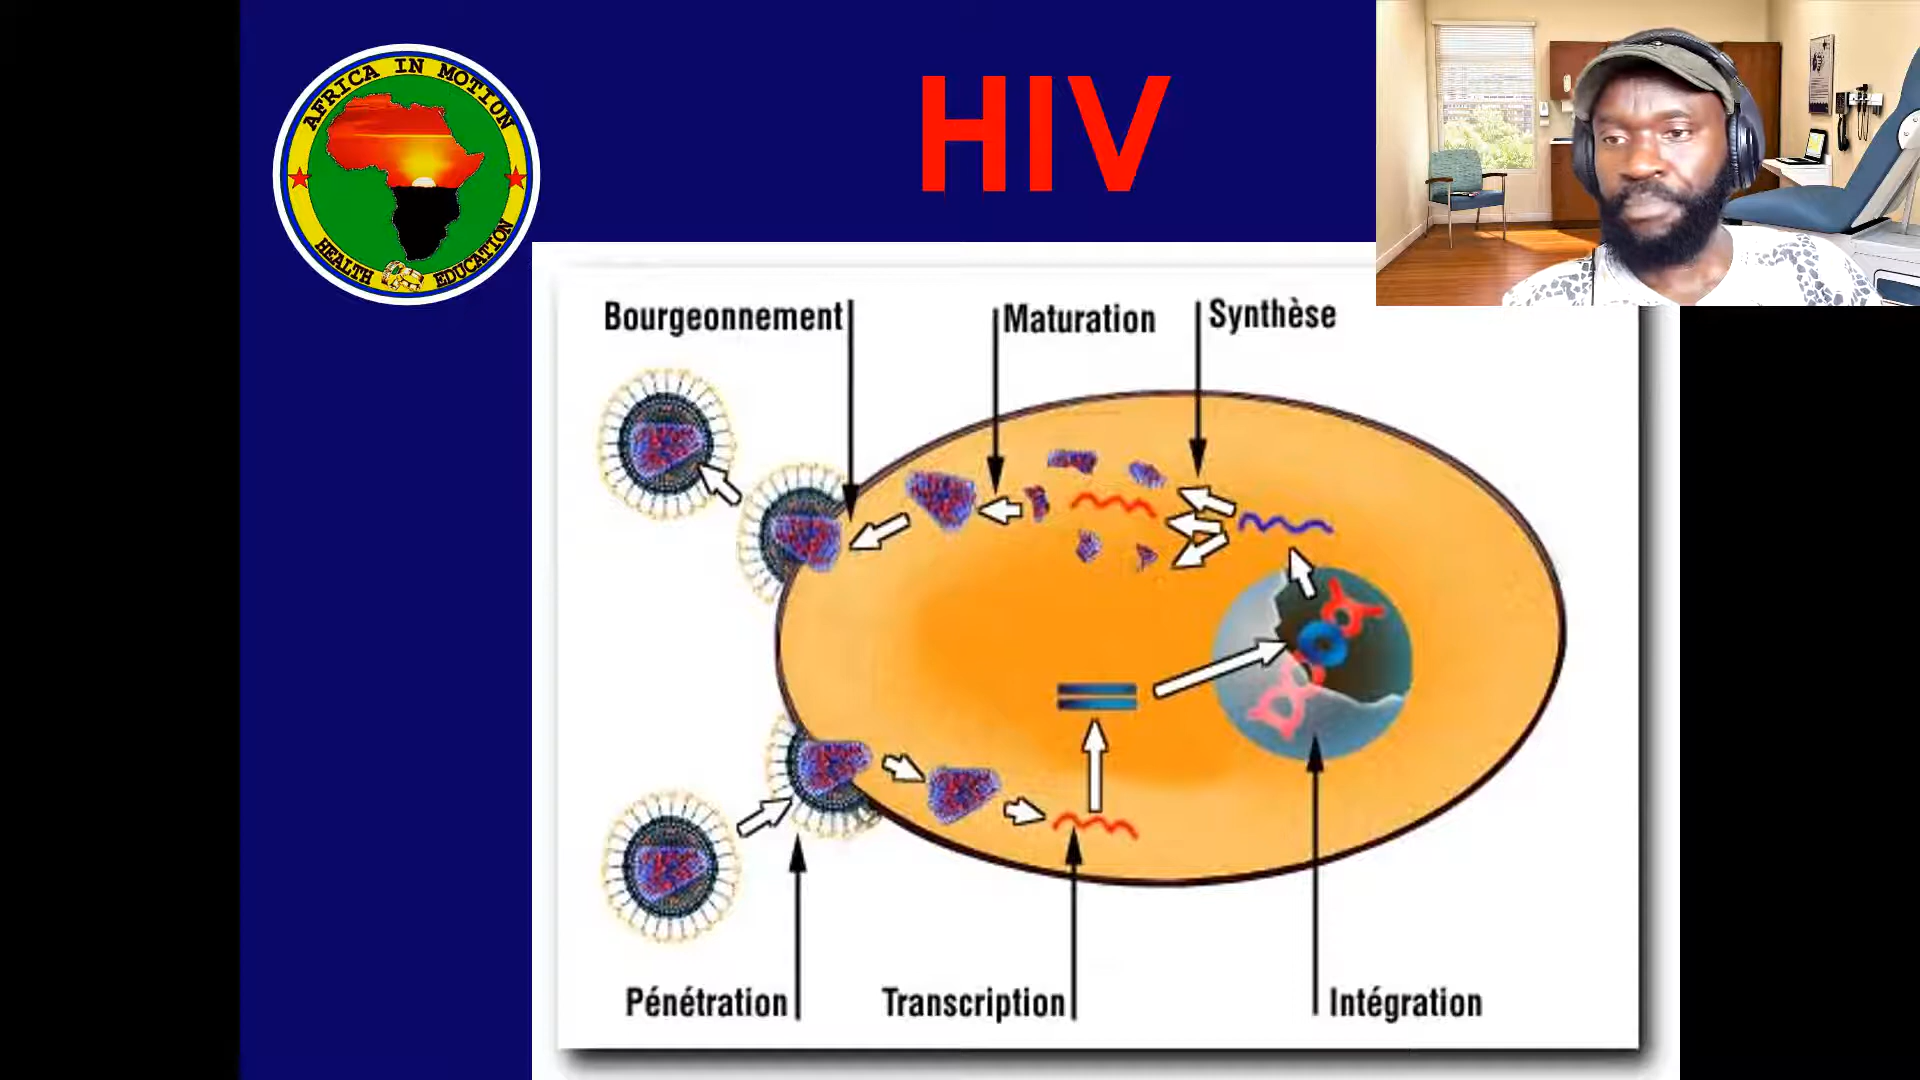 AFRICA IN MOTION
HEALTH EDUCATION
HIV
Bourgeonnement
Maturation
Synthèse
Pénétration
Transcription
Intégration